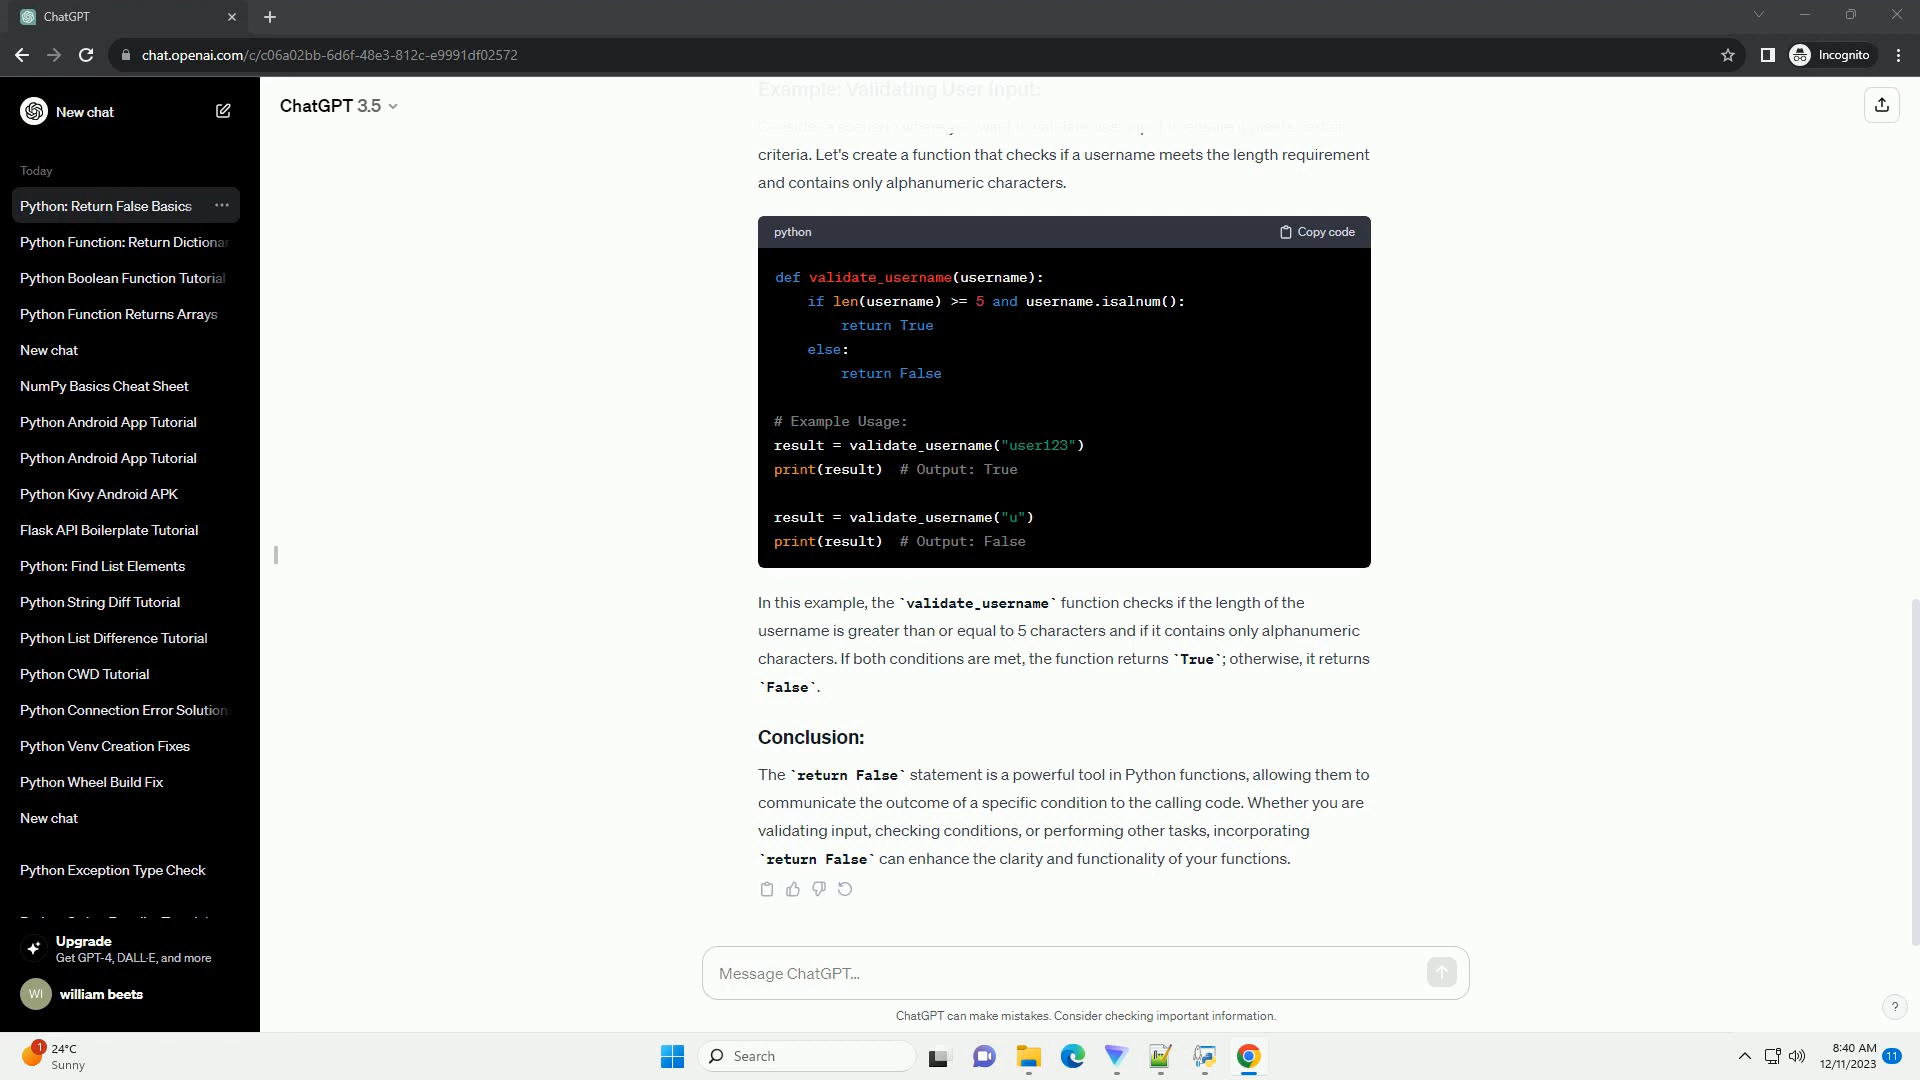 ChatGPT
chat.openai.com/c/c06a02bb-6d6f-48e3-812c-e9991df02572
Incognito
New chat
Today
Python: Return False Basics
Python Function: Return Dictionar
Python Boolean Function Tutorial
Python Function Returns Arrays
New chat
NumPy Basics Cheat Sheet
Python Android App Tutorial
Python Android App Tutorial
Python Kivy Android APK
Flask API Boilerplate Tutorial
Python: Find List Elements
Python String Diff Tutorial
Python List Difference Tutorial
Python CWD Tutorial
Python Connection Error Solution
Python Venv Creation Fixes
Python Wheel Build Fix
New chat
Python Exception Type Check
Upgrade
Get GPT-4, DALL·E, and more
WI
william beets
ChatGPT 3.5
Example: Validating User Input:
criteria. Let's create a function that checks if a username meets the length requirement
and contains only alphanumeric characters.
python
Copy code
def validate_username(username):
    if len(username) >= 5 and username.isalnum():
        return True
    else:
        return False
# Example Usage:
result = validate_username("user123")
print(result)  # Output: True
result = validate_username("u")
print(result)  # Output: False
In this example, the `validate_username` function checks if the length of the
username is greater than or equal to 5 characters and if it contains only alphanumeric
characters. If both conditions are met, the function returns `True`; otherwise, it returns
`False`.
Conclusion:
The `return False` statement is a powerful tool in Python functions, allowing them to
communicate the outcome of a specific condition to the calling code. Whether you are
validating input, checking conditions, or performing other tasks, incorporating
`return False` can enhance the clarity and functionality of your functions.
Message ChatGPT...
ChatGPT can make mistakes. Consider checking important information.
?
1
24°C
Sunny
Search
8:40 AM
12/11/2023
11